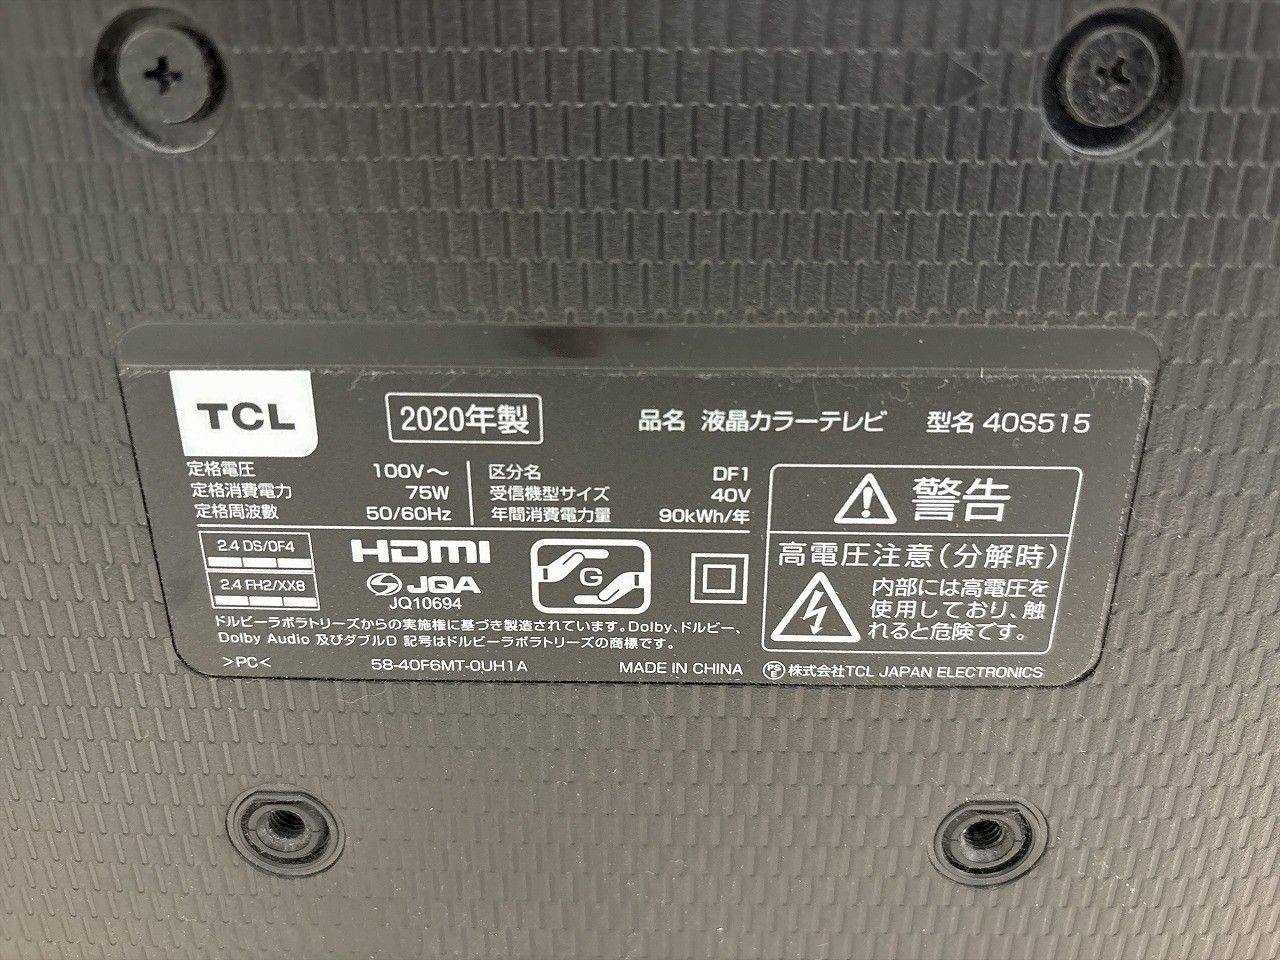 TCL
2020年製
品名 液晶カラーテレビ 型名 40S515
定格電圧 100V～
定格消費電力 75W
定格周波数 50/60Hz
区分名 DF1
受信機型サイズ 40V
年間消費電力量 90kWh/年
2.4 DS/OF4
2.4 FH2/XX8
HDMI
JQA
JQ10694
G
警告
高電圧注意(分解時)
内部には高電圧を
使用しており、触
れると危険です。
ドルビーラボラトリーズからの実施権に基づき製造されています。Dolby、ドルビー、
Dolby Audio 及びダブルD 記号はドルビーラボラトリーズの商標です。
>PC< 58-40F6MT-0UH1A MADE IN CHINA PSE 株式会社TCL JAPAN ELECTRONICS